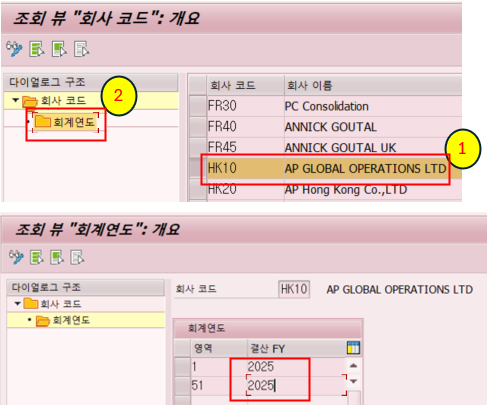 조회 뷰 "회사 코드": 개요
다이얼로그 구조
회사 코드
회계연도
2
회사 코드 회사 이름
FR30 PC Consolidation
FR40 ANNICK GOUTAL
FR45 ANNICK GOUTAL UK
1
HK10 AP GLOBAL OPERATIONS LTD
HK20 AP Hong Kong Co.,LTD
조회 뷰 "회계연도": 개요
다이얼로그 구조
회사 코드
회계연도
회사 코드 HK10 AP GLOBAL OPERATIONS LTD
회계연도
영역 결산 FY
1 2025
51 2025